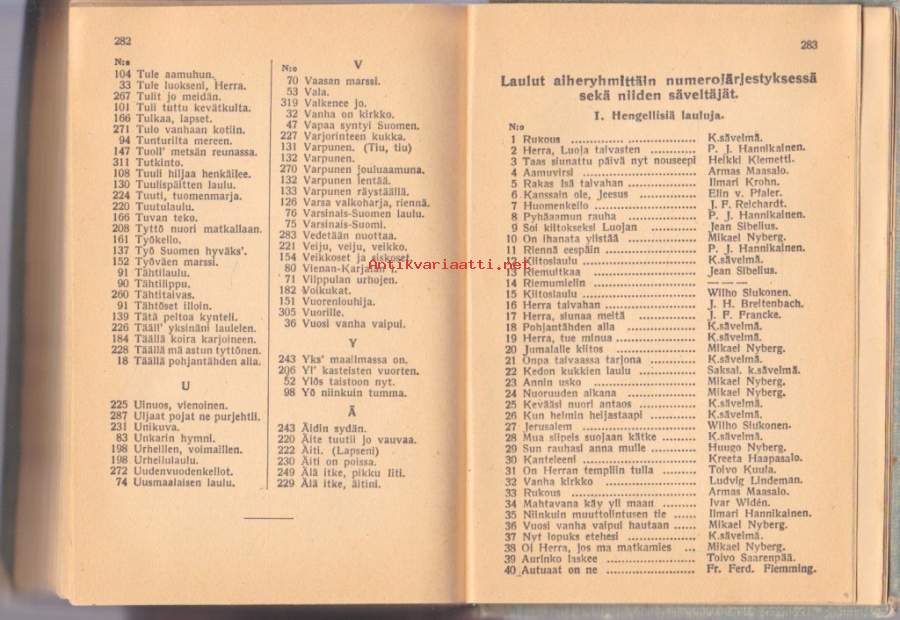 282
N:o
104 Tule aamuhun.
33 Tule luokseni, Herra.
267 Tulit jo meidän.
101 Tuli tuttu kevätkulta.
166 Tulkaa, lapset.
271 Tulo vanhaan kotiin.
94 Tunturilta mereen.
147 Tuoll' metsän reunassa.
311 Tutkinto.
108 Tuuli hiljaa henkäilee.
130 Tuulispäitten laulu.
224 Tuuti, tuomenmarja.
220 Tuutulaulu.
166 Tuvan teko.
208 Tyttö nuori matkallaan.
161 Työkello.
137 Työ Suomen hyväks'.
152 Työväen marssi.
91 Tähtilaulu.
90 Tähtilippu.
260 Tähtitaivas.
91 Tähtöset illoin.
139 Tätä peltoa kynteli.
226 Tääll' yksinäni laulelen.
184 Täällä koira karjoineen.
228 Täällä mä astun tyttönen.
18 Täällä pohjantähden alla.
U
225 Uinuos, vienoinen.
287 Uljaat pojat ne purjehtii.
231 Unikuva.
83 Unkarin hymni.
198 Urheillen, voimaillen.
198 Urheilulaulu.
272 Uudenvuodenkellot.
74 Uusmaalaisen laulu.
V
N:o
70 Vaasan marssi.
53 Vala.
319 Valkenee jo.
32 Vanha on kirkko.
47 Vapaa syntyi Suomen.
227 Varjorinteen kukka.
131 Varpunen. (Tiu, tiu)
132 Varpunen.
270 Varpunen jouluaamuna.
132 Varpunen lentää.
133 Varpunen räystäällä.
126 Varsa valkoharja, riennä.
76 Varsinais-Suomen laulu.
75 Varsinais-Suomi.
283 Vedetään nuottaa.
221 Veiju, veiju, veikko.
154 Veikkoset ja siskoset.
80 Vienan-Karjalan l.
71 Vilppulan urhojen.
182 Voikukat.
151 Vuorenlouhija.
305 Vuorille.
36 Vuosi vanha vaipui.
Y
243 Yks' maailmassa on.
206 Yl' kasteisten vuorten.
52 Ylös taistoon nyt.
98 Yö niinkuin tumma.
Ä
243 Äidin sydän.
220 Äite tuutii jo vauvaa.
222 Äiti. (Lapseni)
230 Äiti on poissa.
249 Älä itke, pikku Iiti.
229 Älä itke, äitini.
283
Laulut aiheryhmittäin numerojärjestyksessä
sekä niiden säveltäjät.
I. Hengellisiä lauluja.
N:o
1 Rukous ........ K.sävelmä.
2 Herra, Luoja taivasten ........ P. J. Hannikainen.
3 Taas siunattu päivä nyt nouseepi Heikki Klemetti.
4 Aamuvirsi ........ Armas Maasalo.
5 Rakas Isä taivahan ........ Ilmari Krohn.
6 Kanssain ole, Jeesus ........ Elin v. Pfaler.
7 Huomenkello ........ J. F. Reichardt.
8 Pyhäaamun rauha ........ P. J. Hannikainen.
9 Soi kiitokseksi Luojan ........ Jean Sibelius.
10 On ihanata ylistää ........ Mikael Nyberg.
11 Riennä eespäin ........ P. J. Hannikainen.
12 Kiitoslaulu ........ K.sävelmä.
13 Riemuitkaa ........ Jean Sibelius.
14 Riemumielin ........ — — —
15 Kiitoslaulu ........ Wilho Siukonen.
16 Herra taivahan ........ J. H. Breitenbach.
17 Herra, siunaa meitä ........ J. F. Francke.
18 Pohjantähden alla ........ K.sävelmä.
19 Herra, tue minua ........ K.sävelmä.
20 Jumalalle kiitos ........ Mikael Nyberg.
21 Onpa taivaassa tarjona ........ K.sävelmä.
22 Kedon kukkien laulu ........ Saksal. k.sävelmä.
23 Annin usko ........ Mikael Nyberg.
24 Nuoruuden aikana ........ Mikael Nyberg.
25 Kevääsi nuori antaos ........ K.sävelmä.
26 Kun helmin heijastaapi ........ K.sävelmä.
27 Jerusalem ........ Wilho Siukonen.
28 Mua siipeis suojaan kätke ........ K.sävelmä.
29 Sun rauhasi anna mulle ........ Huugo Nyberg.
30 Kanteleeni ........ Kreeta Haapasalo.
31 On Herran templiin tulla ........ Toivo Kuula.
32 Vanha kirkko ........ Ludvig Lindeman.
33 Rukous ........ Armas Maasalo.
34 Mahtavana käy yli maan ........ Ivar Widén.
35 Niinkuin muuttolintusen tie ...... Ilmari Hannikainen.
36 Vuosi vanha vaipui hautaan ...... Mikael Nyberg.
37 Nyt lopuks etehesi ........ K.sävelmä.
38 Oi Herra, jos ma matkamies ... Mikael Nyberg.
39 Aurinko laskee ........ Toivo Saarenpää.
40 Autuaat on ne ........ Fr. Ferd. Flemming.
Antikvariaatti.net